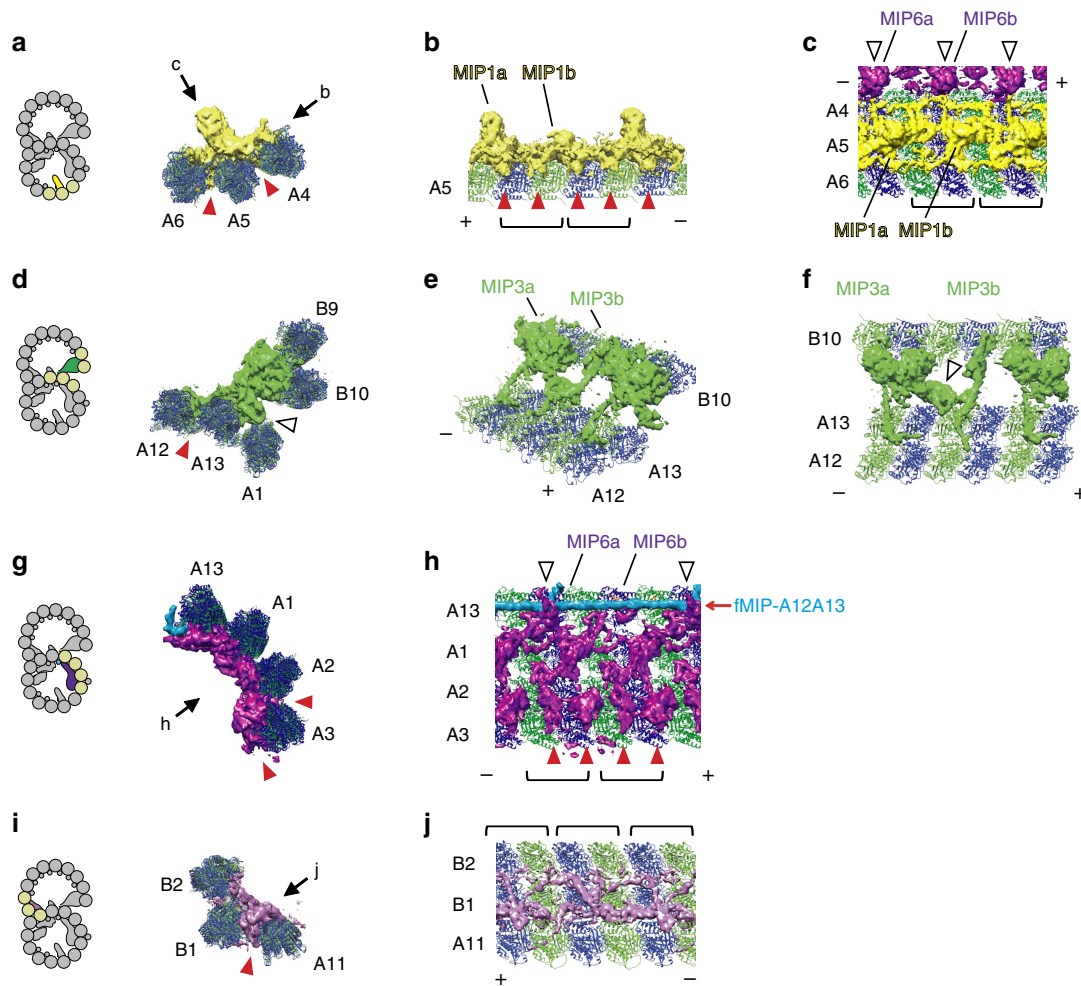 a
c
b
A6
A5
A4
b
MIP1a MIP1b
A5
+ −
c
MIP6a MIP6b
− +
A4
A5
A6
MIP1a MIP1b
d
B9
B10
A12
A13
A1
e
MIP3a
MIP3b
B10
−
A13
+
A12
f
MIP3a MIP3b
B10
A13
A12
− +
g
A13
A1
A2
A3
h
h
MIP6a MIP6b
A13
fMIP-A12A13
A1
A2
A3
− +
i
j
B2
B1
A11
j
B2
B1
A11
+ −